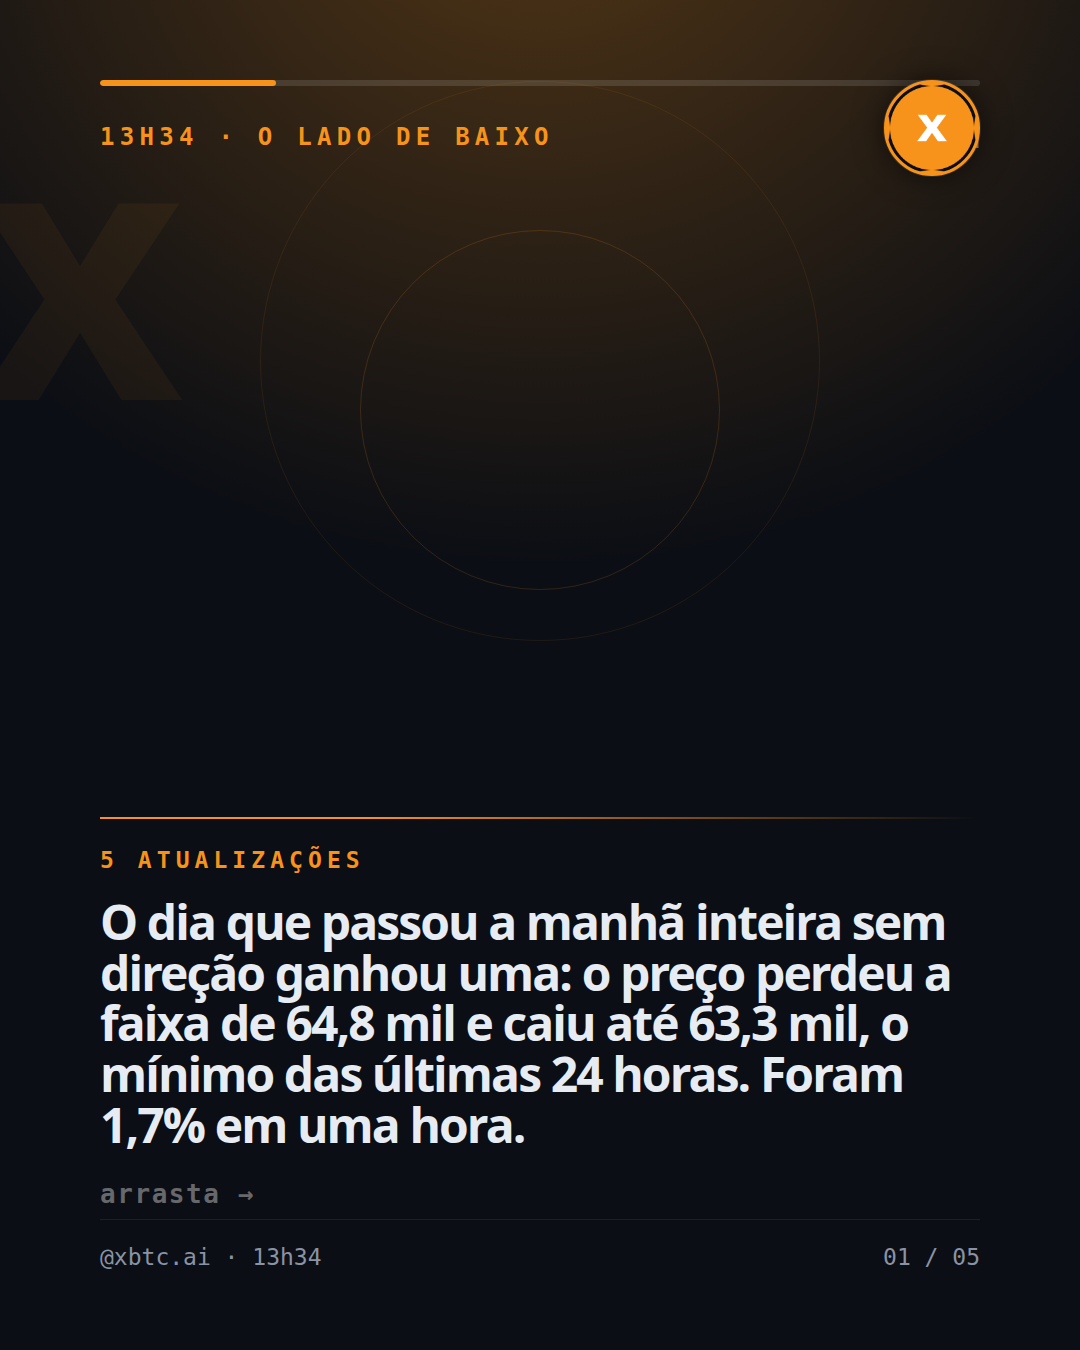 13H34 · O LADO DE BAIXO
x
x
5 ATUALIZAÇÕES
O dia que passou a manhã inteira sem
direção ganhou uma: o preço perdeu a
faixa de 64,8 mil e caiu até 63,3 mil, o
mínimo das últimas 24 horas. Foram
1,7% em uma hora.
arrasta →
@xbtc.ai · 13h34
01 / 05